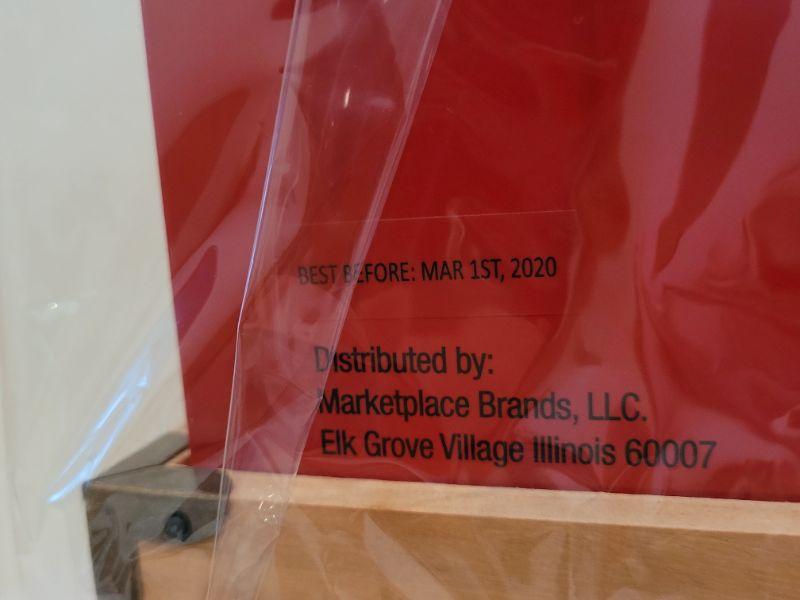 BEST BEFORE: MAR 1ST, 2020
Distributed by:
Marketplace Brands, LLC.
Elk Grove Village Illinois 60007